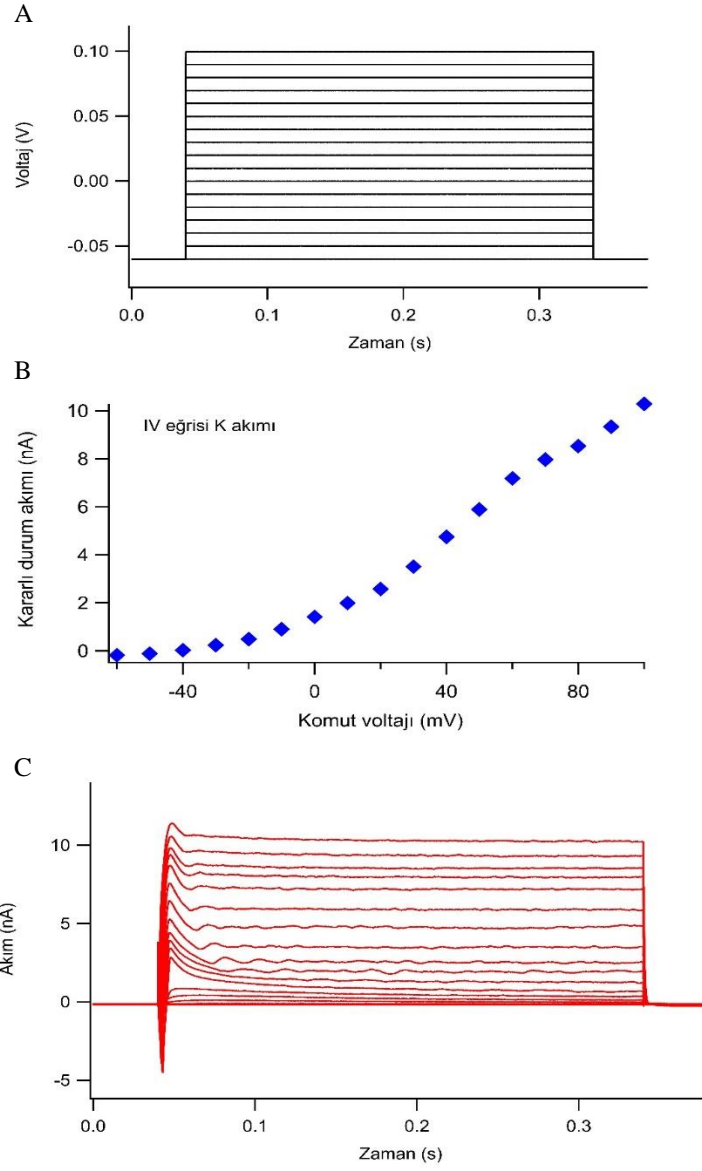 A
Voltaj (V)
0.10
0.05
0.00
-0.05
0.0 0.1 0.2 0.3
Zaman (s)
B
Kararlı durum akımı (nA)
IV eğrisi K akımı
10
8
6
4
2
0
-40 0 40 80
Komut voltajı (mV)
C
Akım (nA)
10
5
0
-5
0.0 0.1 0.2 0.3
Zaman (s)